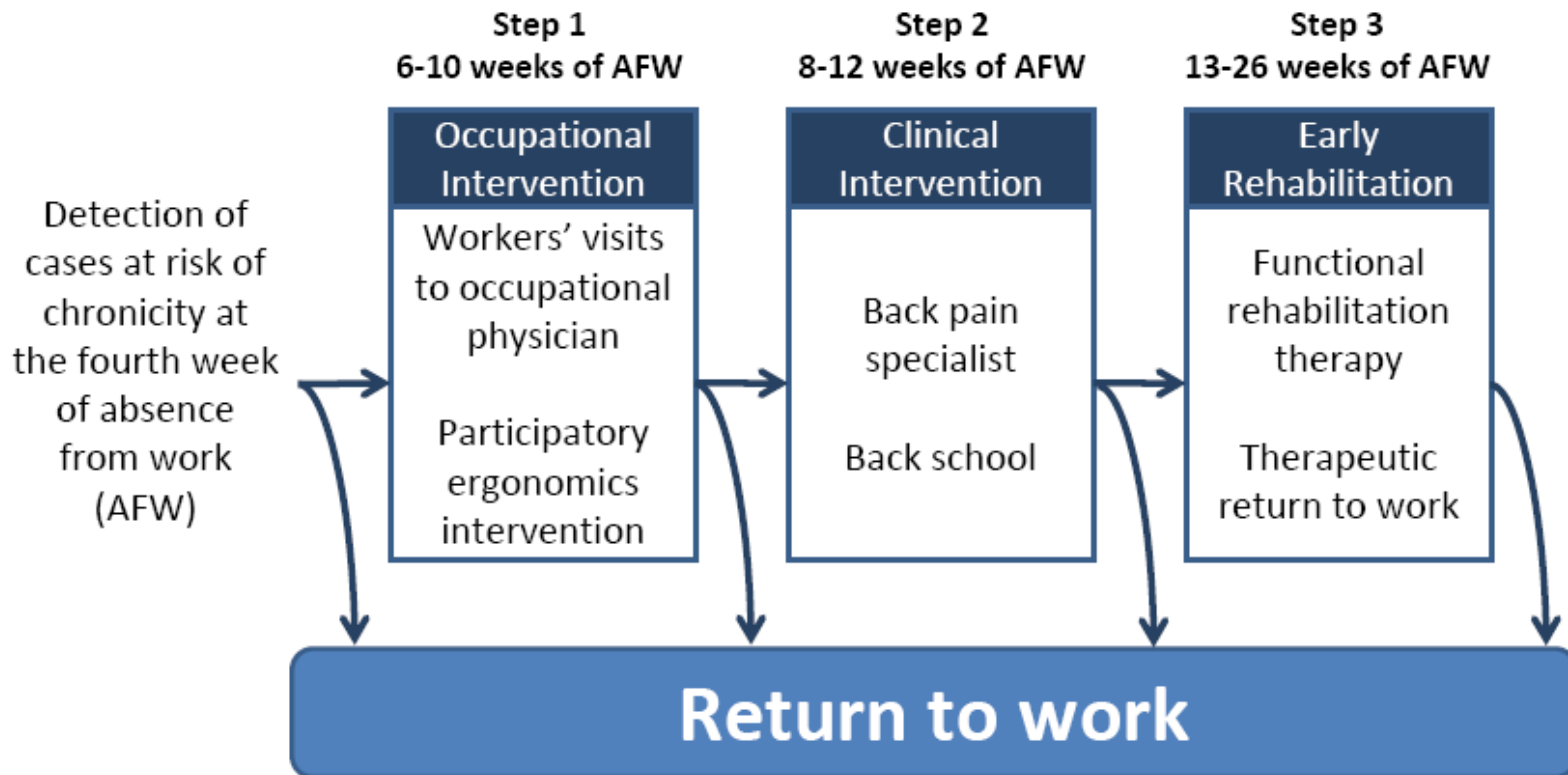 Detection of
cases at risk of
chronicity at
the fourth week
of absence
from work
(AFW)
Step 1
6-10 weeks of AFW
Occupational
Intervention
Workers’ visits
to occupational
physician
Participatory
ergonomics
intervention
Step 2
8-12 weeks of AFW
Clinical
Intervention
Back pain
specialist
Back school
Step 3
13-26 weeks of AFW
Early
Rehabilitation
Functional
rehabilitation
therapy
Therapeutic
return to work
Return to work